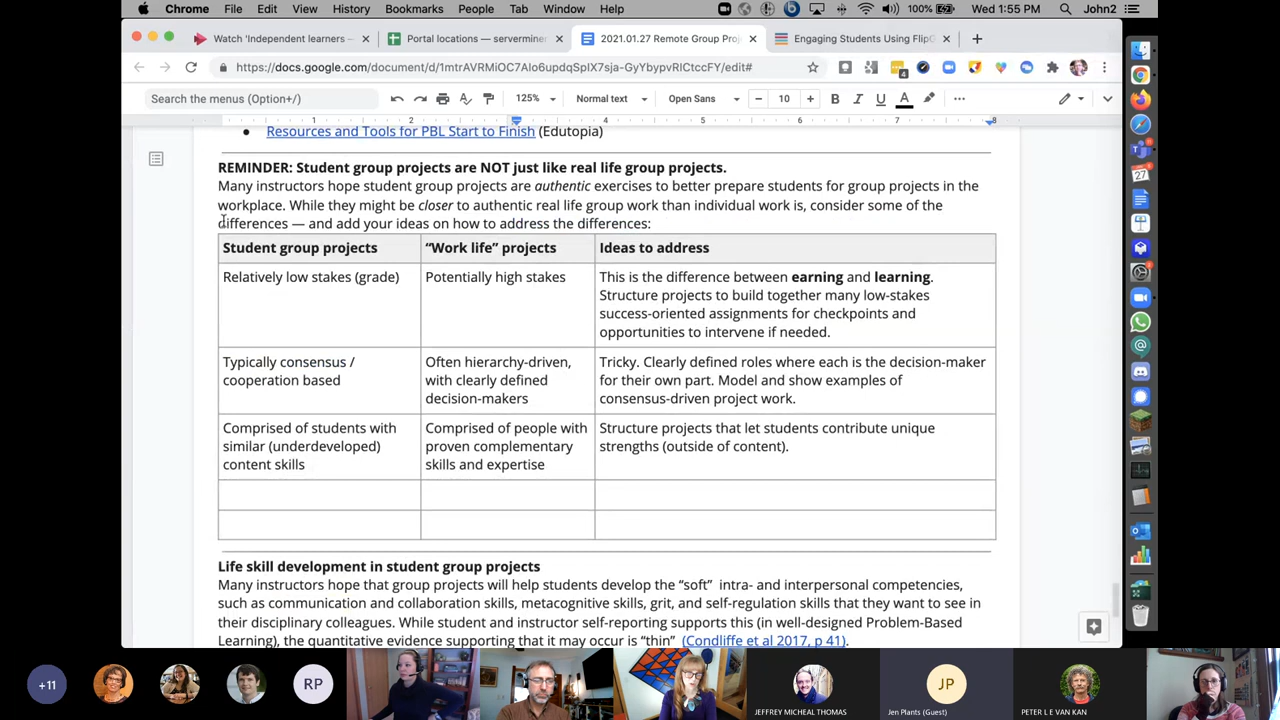 Chrome File Edit View History Bookmarks People Tab Window Help 100% Wed 1:55 PM John2
Watch 'Independent learners —
Portal locations — serverminer
2021.01.27 Remote Group Proj
Engaging Students Using FlipG
Search the menus (Option+/)
125% Normal text Open Sans 10 B I U A
1 2 3 4 5 6 7 8
● Resources and Tools for PBL Start to Finish (Edutopia)
REMINDER: Student group projects are NOT just like real life group projects.
Many instructors hope student group projects are authentic exercises to better prepare students for group projects in the
workplace. While they might be closer to authentic real life group work than individual work is, consider some of the
differences — and add your ideas on how to address the differences:
Student group projects
“Work life” projects
Ideas to address
Relatively low stakes (grade)
Potentially high stakes
This is the difference between earning and learning.
Structure projects to build together many low-stakes
success-oriented assignments for checkpoints and
opportunities to intervene if needed.
Typically consensus /
cooperation based
Often hierarchy-driven,
with clearly defined
decision-makers
Tricky. Clearly defined roles where each is the decision-maker
for their own part. Model and show examples of
consensus-driven project work.
Comprised of students with
similar (underdeveloped)
content skills
Comprised of people with
proven complementary
skills and expertise
Structure projects that let students contribute unique
strengths (outside of content).
Life skill development in student group projects
Many instructors hope that group projects will help students develop the “soft” intra- and interpersonal competencies,
such as communication and collaboration skills, metacognitive skills, grit, and self-regulation skills that they want to see in
their disciplinary colleagues. While student and instructor self-reporting supports this (in well-designed Problem-Based
Learning), the quantitative evidence supporting that it may occur is “thin” (Condliffe et al 2017, p 41).
+11
RP
JEFFREY MICHEAL THOMAS
JP
Jen Plants (Guest)
PETER L E VAN KAN